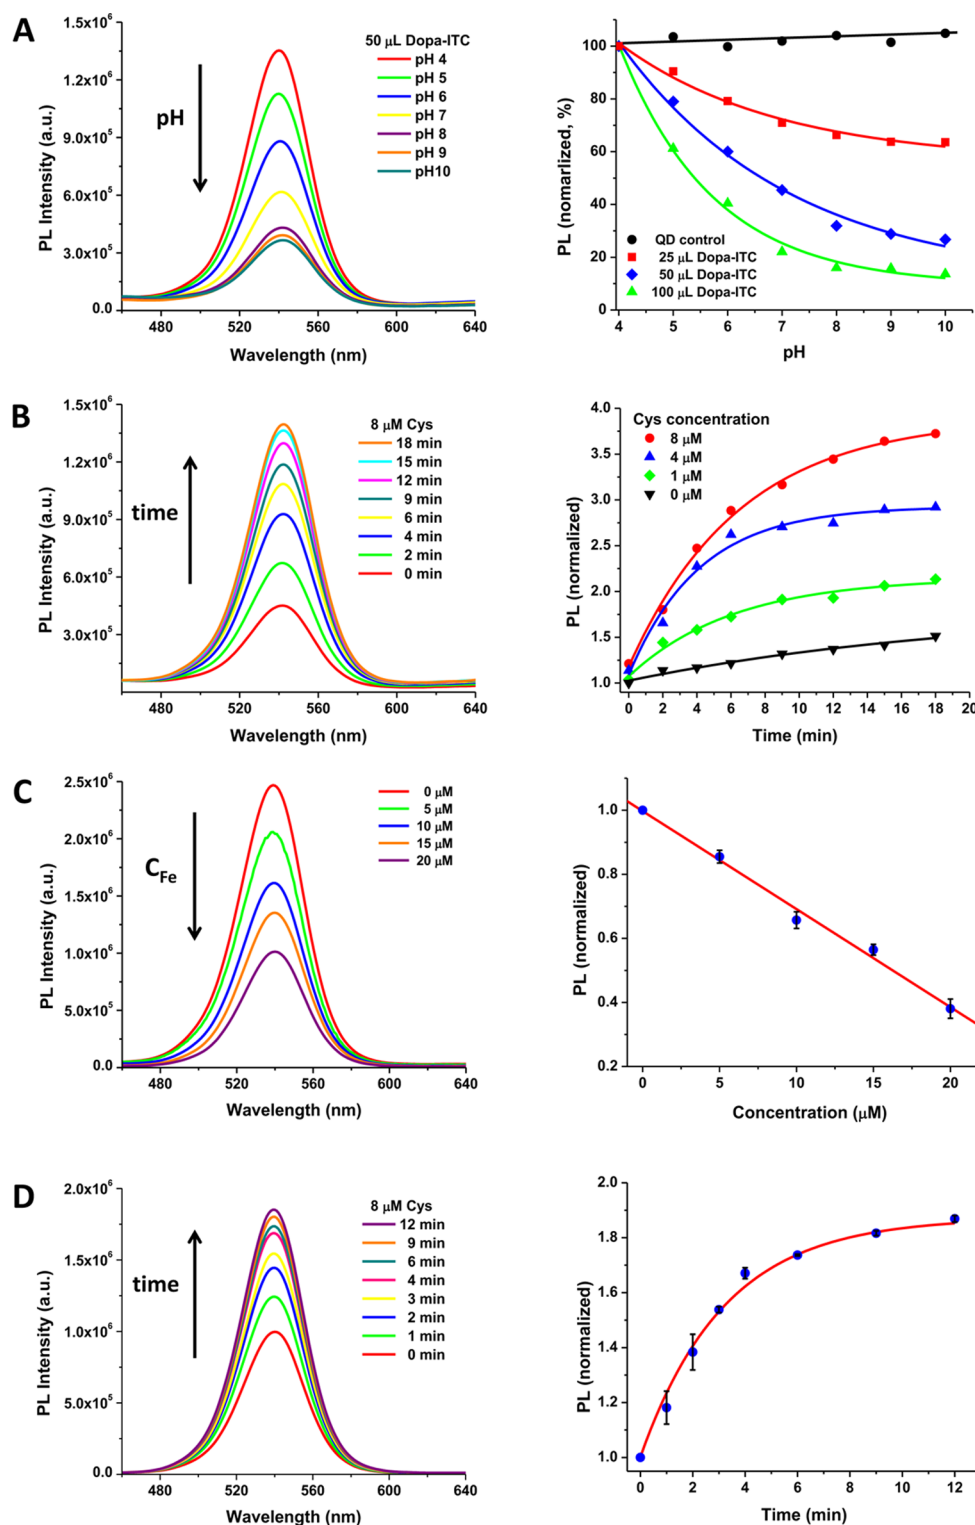 A
PL Intensity (a.u.)
1.5x10⁶
1.2x10⁶
9.0x10⁵
6.0x10⁵
3.0x10⁵
0.0
480 520 560 600 640
Wavelength (nm)
pH
50 μL Dopa-ITC
pH 4
pH 5
pH 6
pH 7
pH 8
pH 9
pH10
PL (nomarlized, %)
100
80
60
40
20
0
4 5 6 7 8 9 10
pH
QD control
25 μL Dopa-ITC
50 μL Dopa-ITC
100 μL Dopa-ITC
B
PL Intensity (a.u.)
1.5x10⁶
1.2x10⁶
9.0x10⁵
6.0x10⁵
3.0x10⁵
480 520 560 600 640
Wavelength (nm)
time
8 μM Cys
18 min
15 min
12 min
9 min
6 min
4 min
2 min
0 min
PL (normalized)
4.0
3.5
3.0
2.5
2.0
1.5
1.0
0 2 4 6 8 10 12 14 16 18 20
Time (min)
Cys concentration
8 μM
4 μM
1 μM
0 μM
C
PL Intensity (a.u.)
2.5x10⁶
2.0x10⁶
1.5x10⁶
1.0x10⁶
5.0x10⁵
0.0
480 520 560 600 640
Wavelength (nm)
C_Fe
0 μM
5 μM
10 μM
15 μM
20 μM
PL (normalized)
1.0
0.8
0.6
0.4
0.2
0 5 10 15 20
Concentration (μM)
D
PL Intensity (a.u.)
2.0x10⁶
1.5x10⁶
1.0x10⁶
5.0x10⁵
0.0
480 520 560 600 640
Wavelength (nm)
time
8 μM Cys
12 min
9 min
6 min
4 min
3 min
2 min
1 min
0 min
PL (normalized)
2.0
1.8
1.6
1.4
1.2
1.0
0 2 4 6 8 10 12
Time (min)